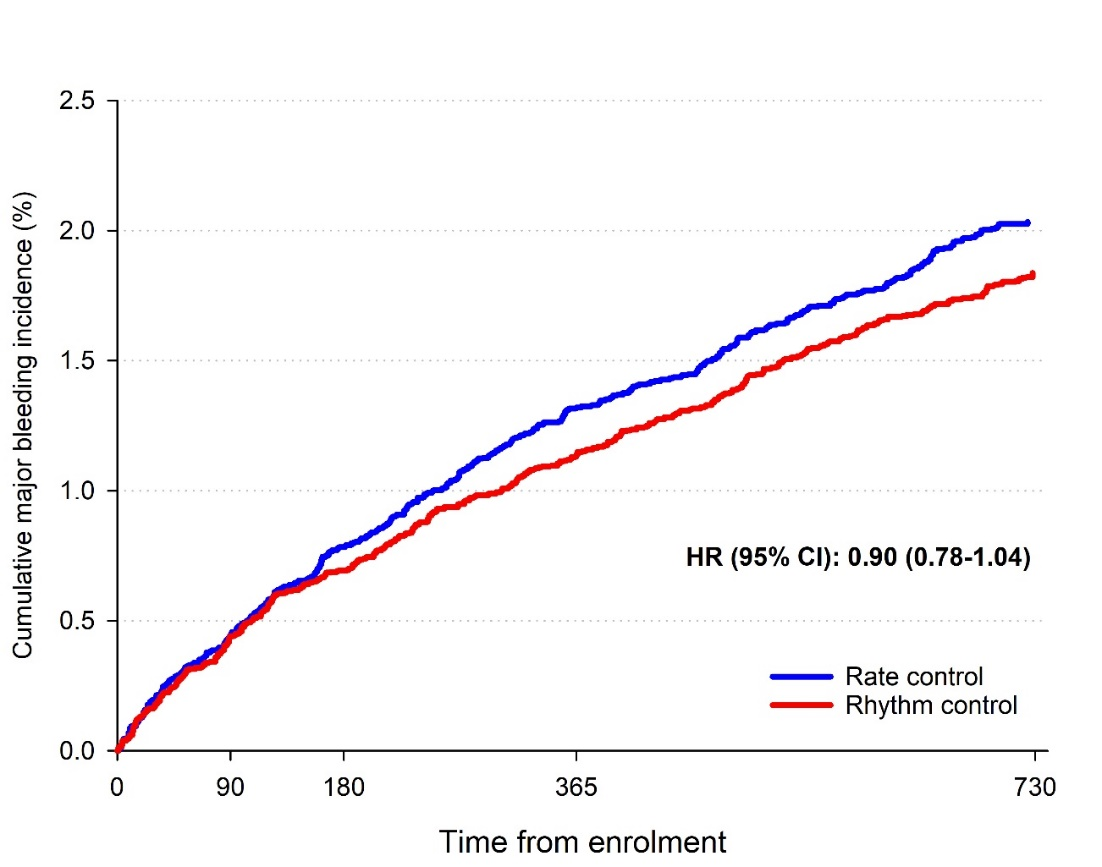 2.5
2.0
1.5
1.0
0.5
0.0
Cumulative major bleeding incidence (%)
HR (95% CI): 0.90 (0.78-1.04)
Rate control
Rhythm control
0 90 180 365 730
Time from enrolment